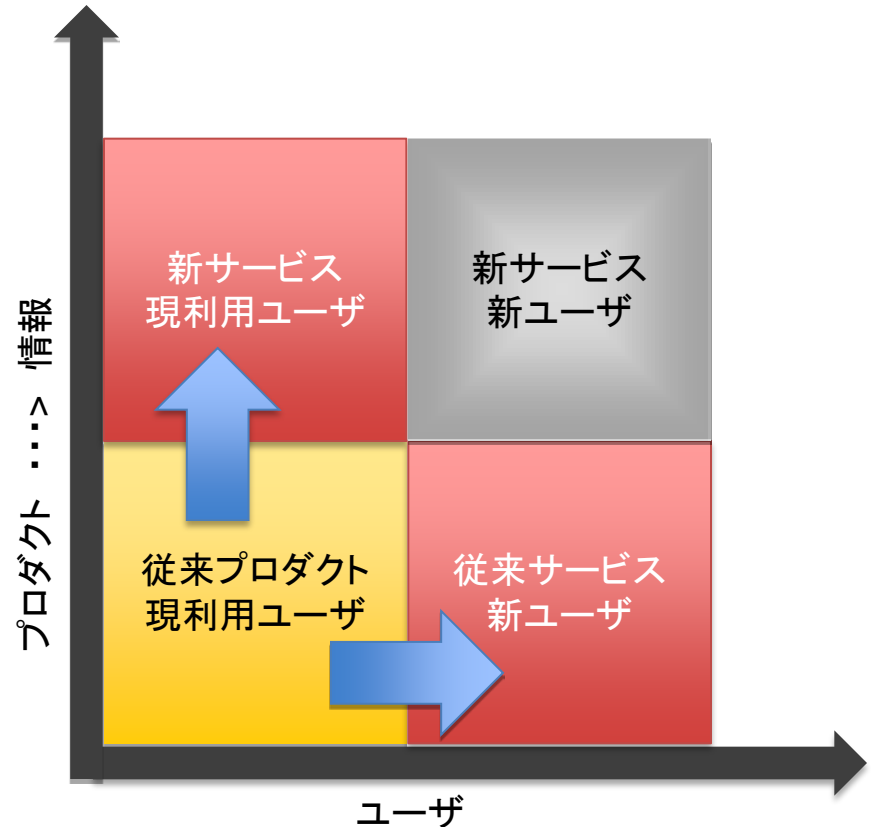 新サービス
現利用ユーザ
新サービス
新ユーザ
従来プロダクト
現利用ユーザ
従来サービス
新ユーザ
プロダクト ・・・> 情報
ユーザ